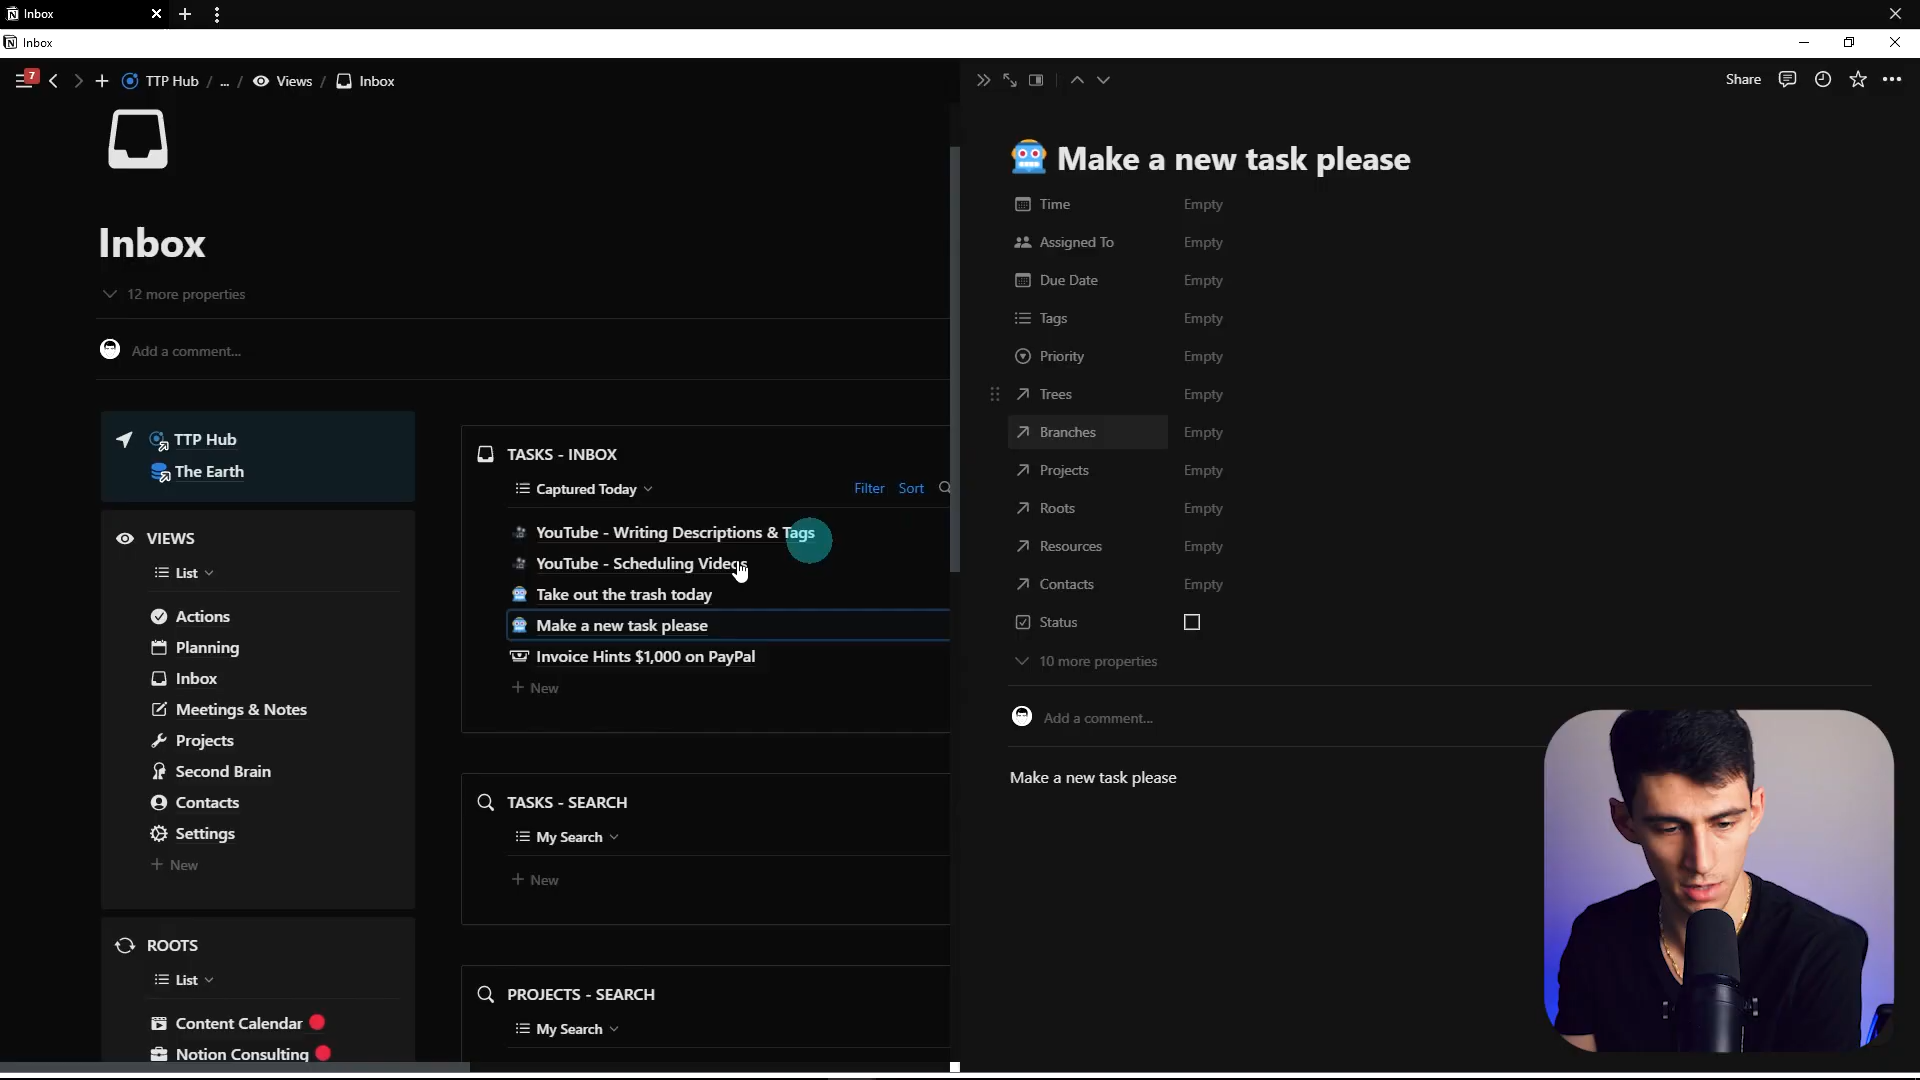 Inbox
Inbox
7
TTP Hub / ... / Views / Inbox
Share
Inbox
12 more properties
Add a comment...
TTP Hub
The Earth
VIEWS
List
Actions
Planning
Inbox
Meetings & Notes
Projects
Second Brain
Contacts
Settings
New
ROOTS
List
Content Calendar
Notion Consulting
TASKS - INBOX
Captured Today
Filter
Sort
YouTube - Writing Descriptions & Tags
YouTube - Scheduling Videos
Take out the trash today
Make a new task please
Invoice Hints $1,000 on PayPal
New
TASKS - SEARCH
My Search
New
PROJECTS - SEARCH
My Search
Make a new task please
Time Empty
Assigned To Empty
Due Date Empty
Tags Empty
Priority Empty
Trees Empty
Branches Empty
Projects Empty
Roots Empty
Resources Empty
Contacts Empty
Status
10 more properties
Add a comment...
Make a new task please